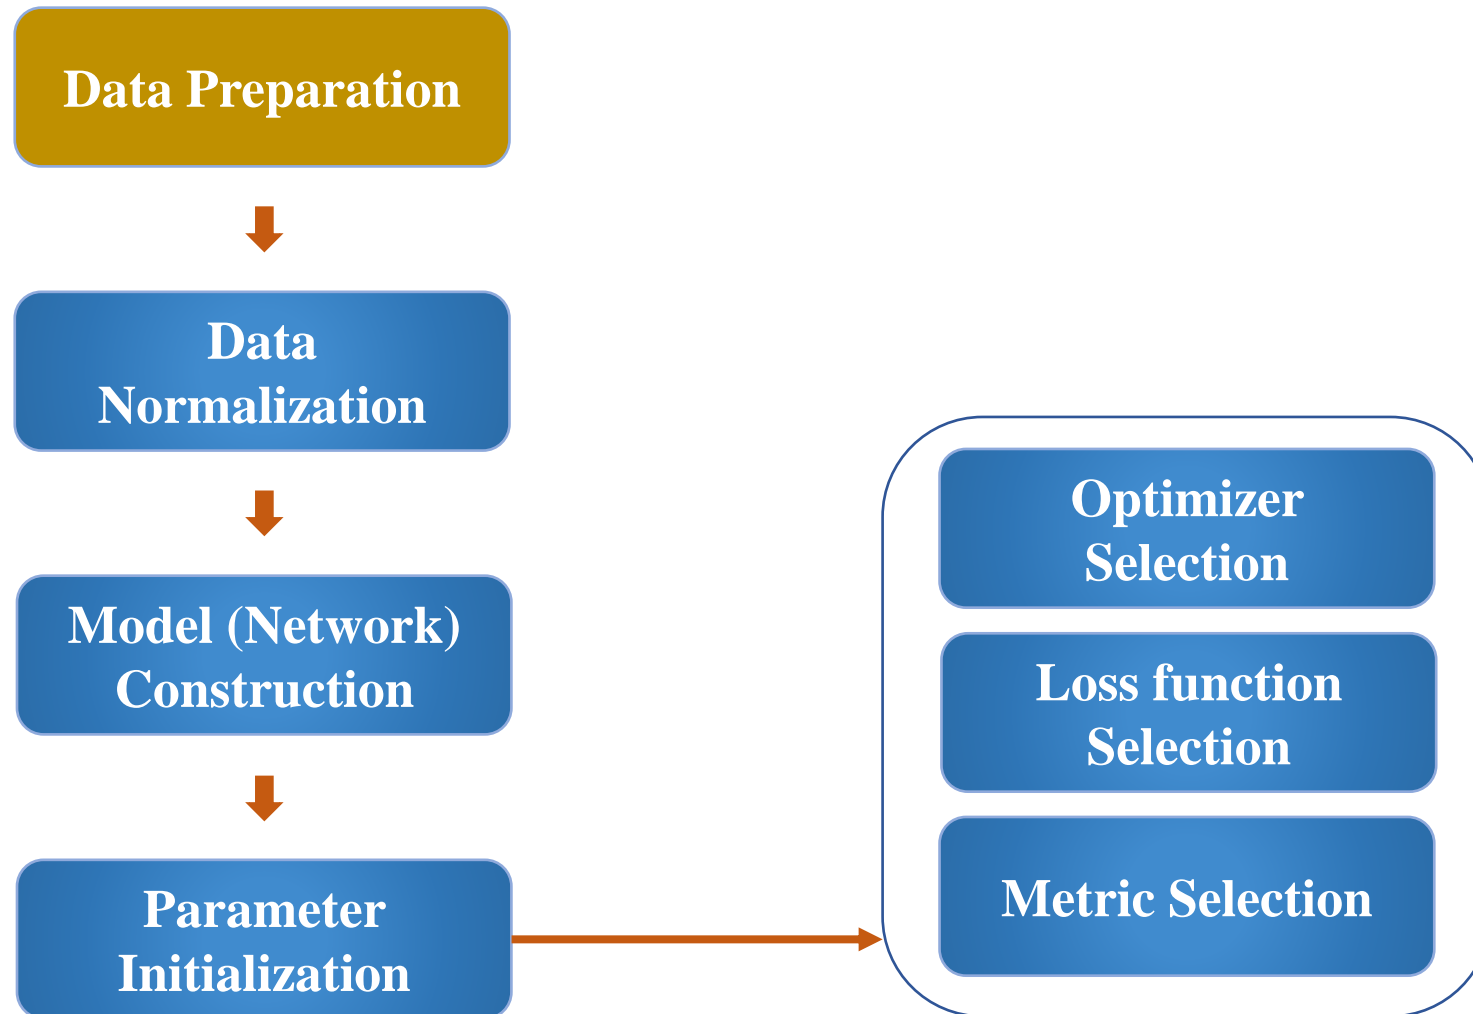 Data Preparation
Data
Normalization
Model (Network)
Construction
Parameter
Initialization
Optimizer
Selection
Loss function
Selection
Metric Selection